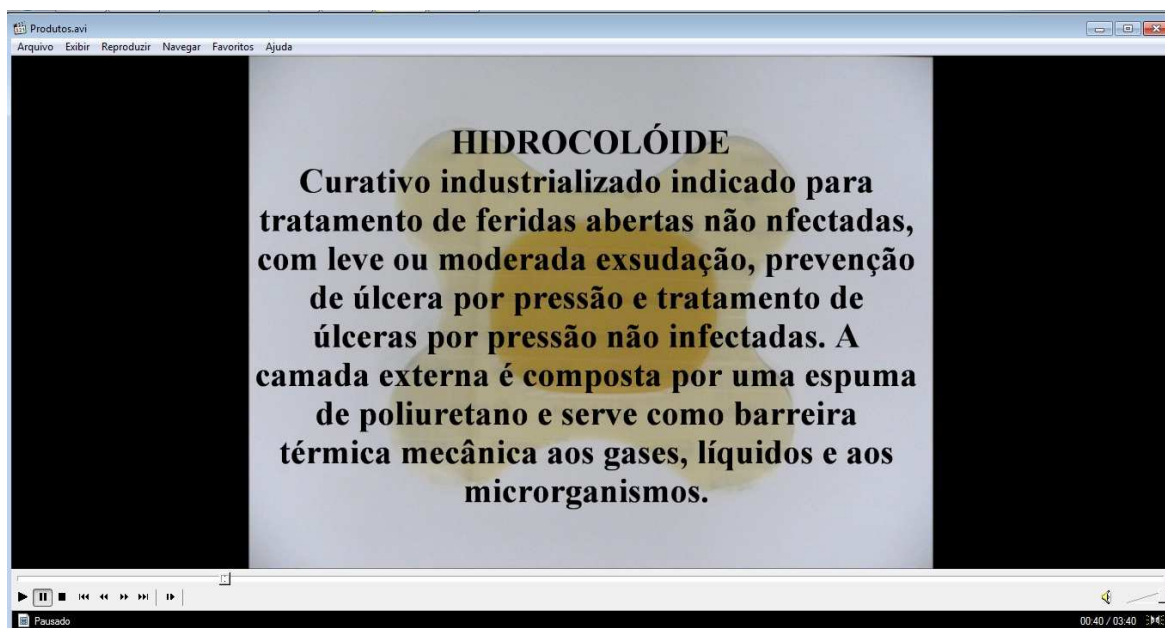 Produtos.avi
Arquivo Exibir Reproduzir Navegar Favoritos Ajuda
HIDROCOLÓIDE
Curativo industrializado indicado para
tratamento de feridas abertas não nfectadas,
com leve ou moderada exsudação, prevenção
de úlcera por pressão e tratamento de
úlceras por pressão não infectadas. A
camada externa é composta por uma espuma
de poliuretano e serve como barreira
térmica mecânica aos gases, líquidos e aos
microrganismos.
Pausado 00:40 / 03:40